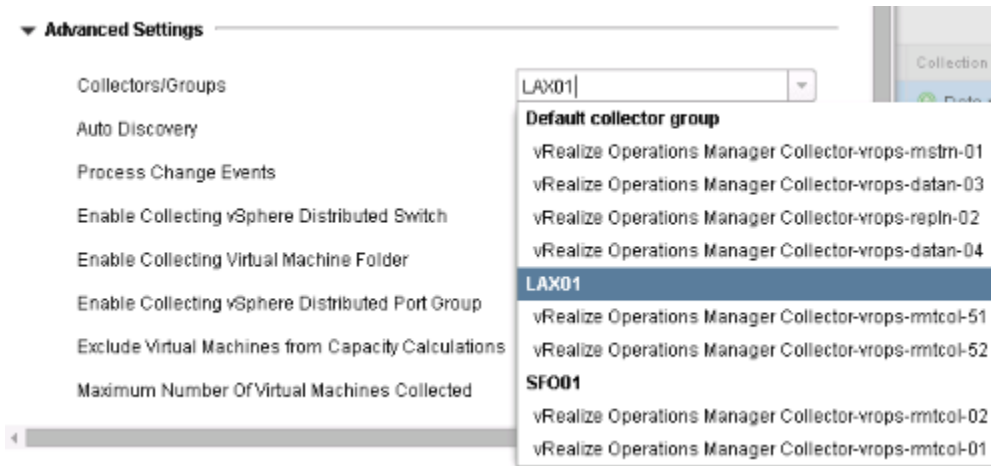 Advanced Settings
Collection
Collectors/Groups
LAX01
Auto Discovery
Process Change Events
Enable Collecting vSphere Distributed Switch
Enable Collecting Virtual Machine Folder
Enable Collecting vSphere Distributed Port Group
Exclude Virtual Machines from Capacity Calculations
Maximum Number Of Virtual Machines Collected
Default collector group
vRealize Operations Manager Collector-vrops-mstrn-01
vRealize Operations Manager Collector-vrops-datan-03
vRealize Operations Manager Collector-vrops-repln-02
vRealize Operations Manager Collector-vrops-datan-04
LAX01
vRealize Operations Manager Collector-vrops-rmtcol-51
vRealize Operations Manager Collector-vrops-rmtcol-52
SFO01
vRealize Operations Manager Collector-vrops-rmtcol-02
vRealize Operations Manager Collector-vrops-rmtcol-01